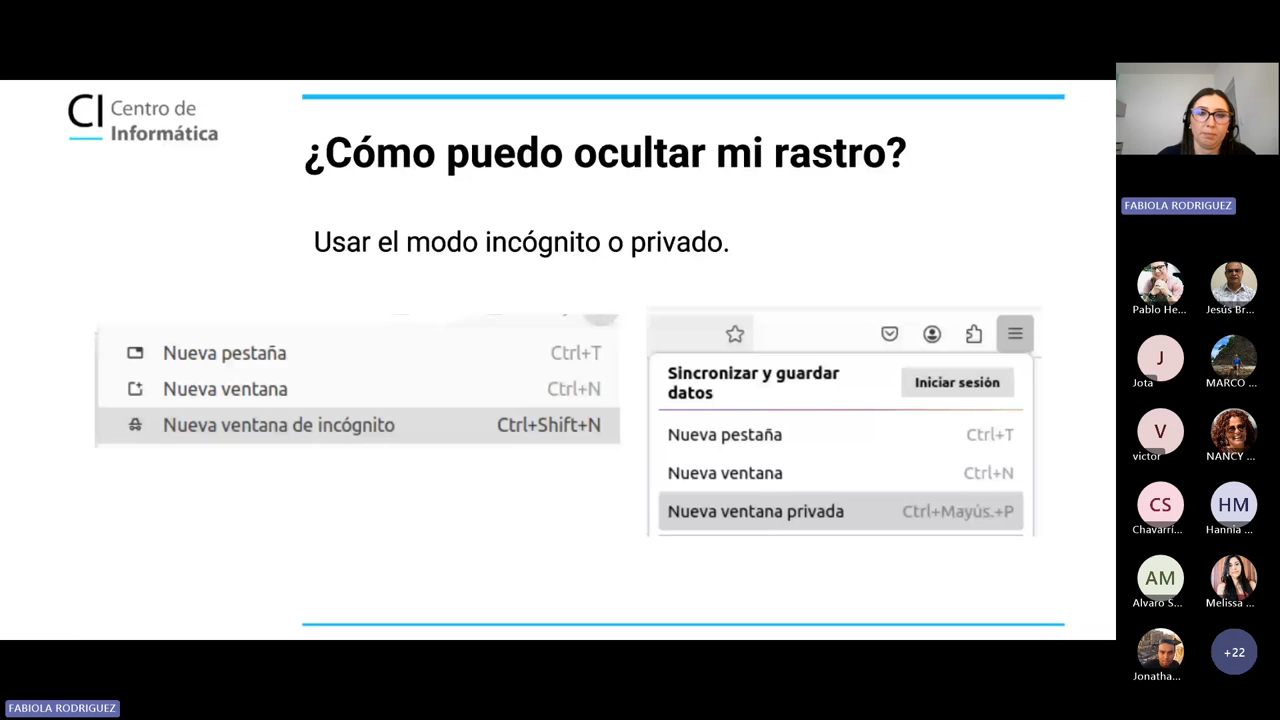 CI Centro de
Informática
¿Cómo puedo ocultar mi rastro?
Usar el modo incógnito o privado.
Nueva pestaña Ctrl+T
Nueva ventana Ctrl+N
Nueva ventana de incógnito Ctrl+Shift+N
Sincronizar y guardar
datos
Iniciar sesión
Nueva pestaña Ctrl+T
Nueva ventana Ctrl+N
Nueva ventana privada Ctrl+Mayús.+P
FABIOLA RODRIGUEZ
Pablo He... Jesús Br...
J
Jota MARCO ...
V
victor NANCY ...
CS HM
Chavarri... Hannia ...
AM
Alvaro S... Melissa ...
Jonatha... +22
FABIOLA RODRIGUEZ